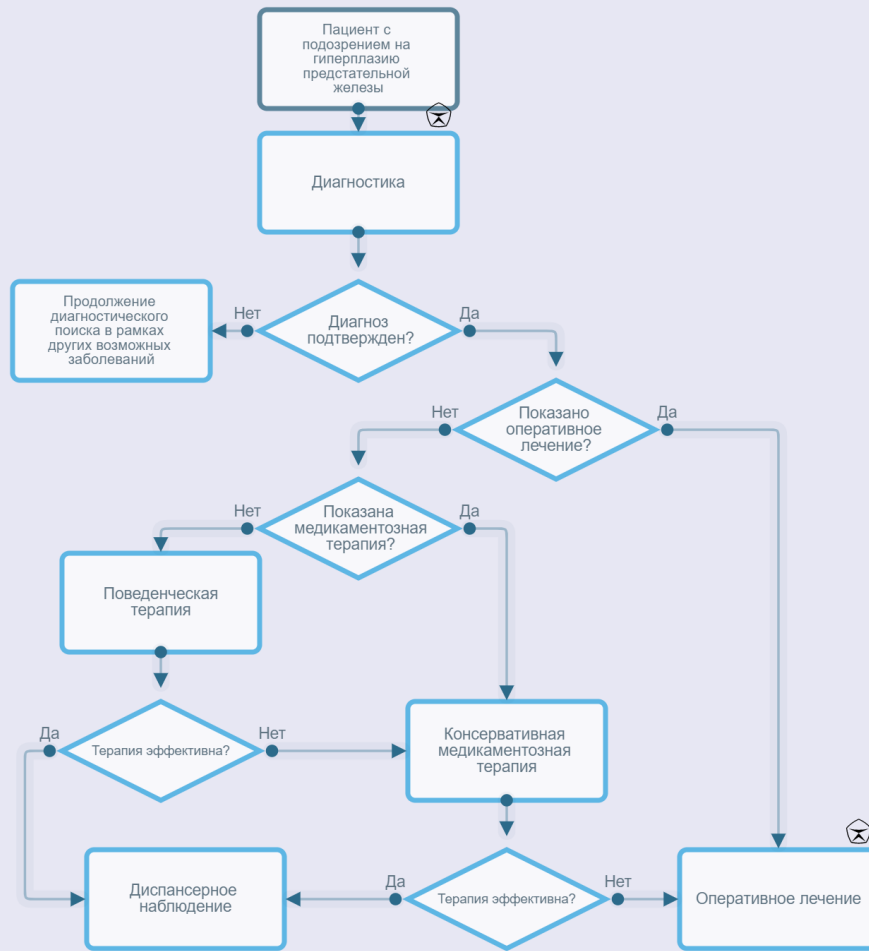 Пациент с
подозрением на
гиперплазию
предстательной
железы
Диагностика
Продолжение
диагностического
поиска в рамках
других возможных
заболеваний
Нет
Диагноз
подтвержден?
Да
Нет
Показано
оперативное
лечение?
Да
Нет
Показана
медикаментозная
терапия?
Да
Поведенческая
терапия
Да
Терапия эффективна?
Нет
Консервативная
медикаментозная
терапия
Диспансерное
наблюдение
Да
Терапия эффективна?
Нет
Оперативное лечение